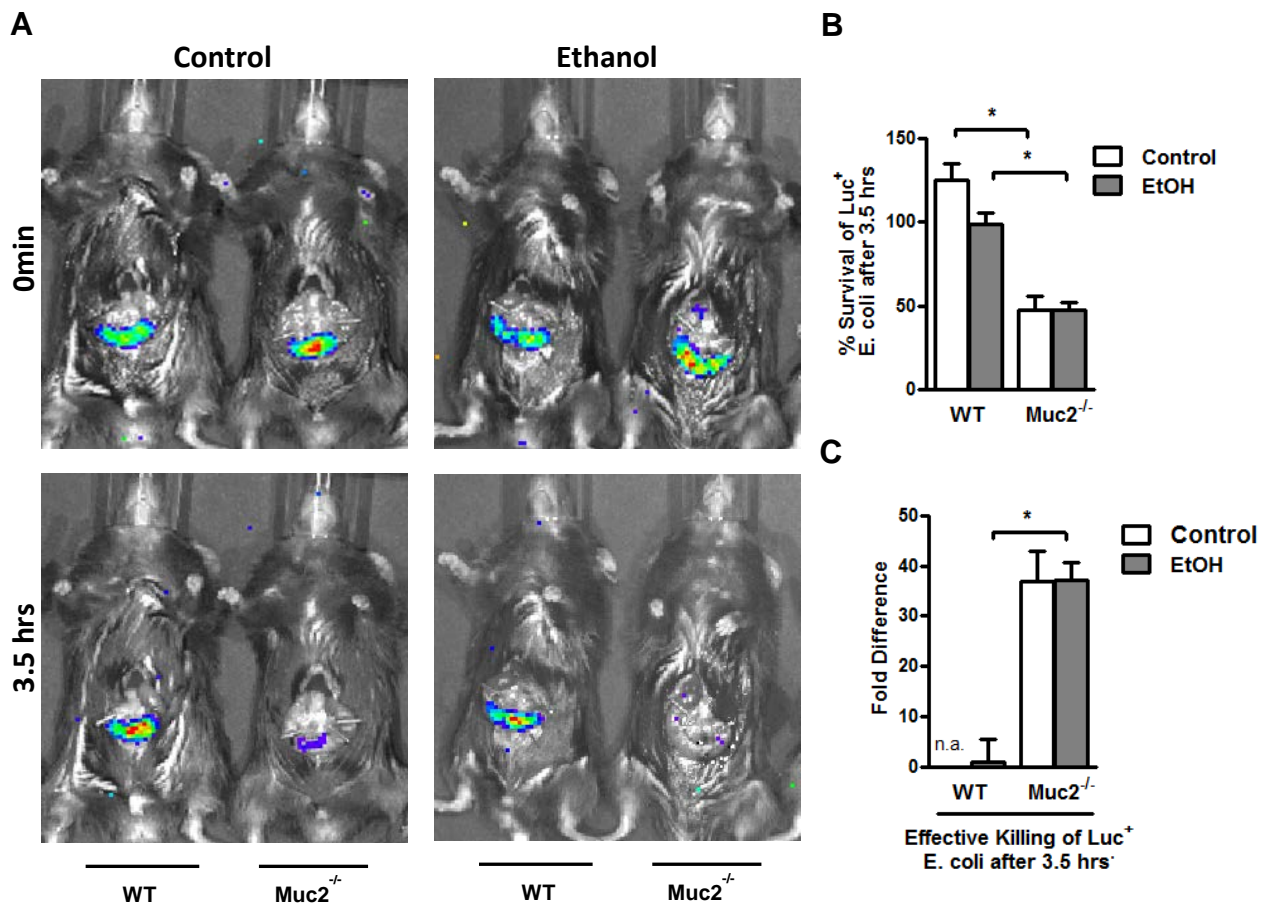 A
Control
Ethanol
0min
3.5 hrs
WT
Muc2-/-
WT
Muc2-/-
B
% Survival of Luc+
E. coli after 3.5 hrs
150
100
50
0
*
*
Control
EtOH
WT
Muc2-/-
C
Fold Difference
50
40
30
20
10
0
n.a.
*
Control
EtOH
WT
Muc2-/-
Effective Killing of Luc+
E. coli after 3.5 hrs.